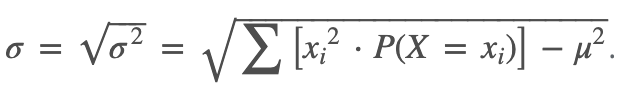 σ = √σ² = √∑ [xᵢ² · P(X = xᵢ)] − μ².